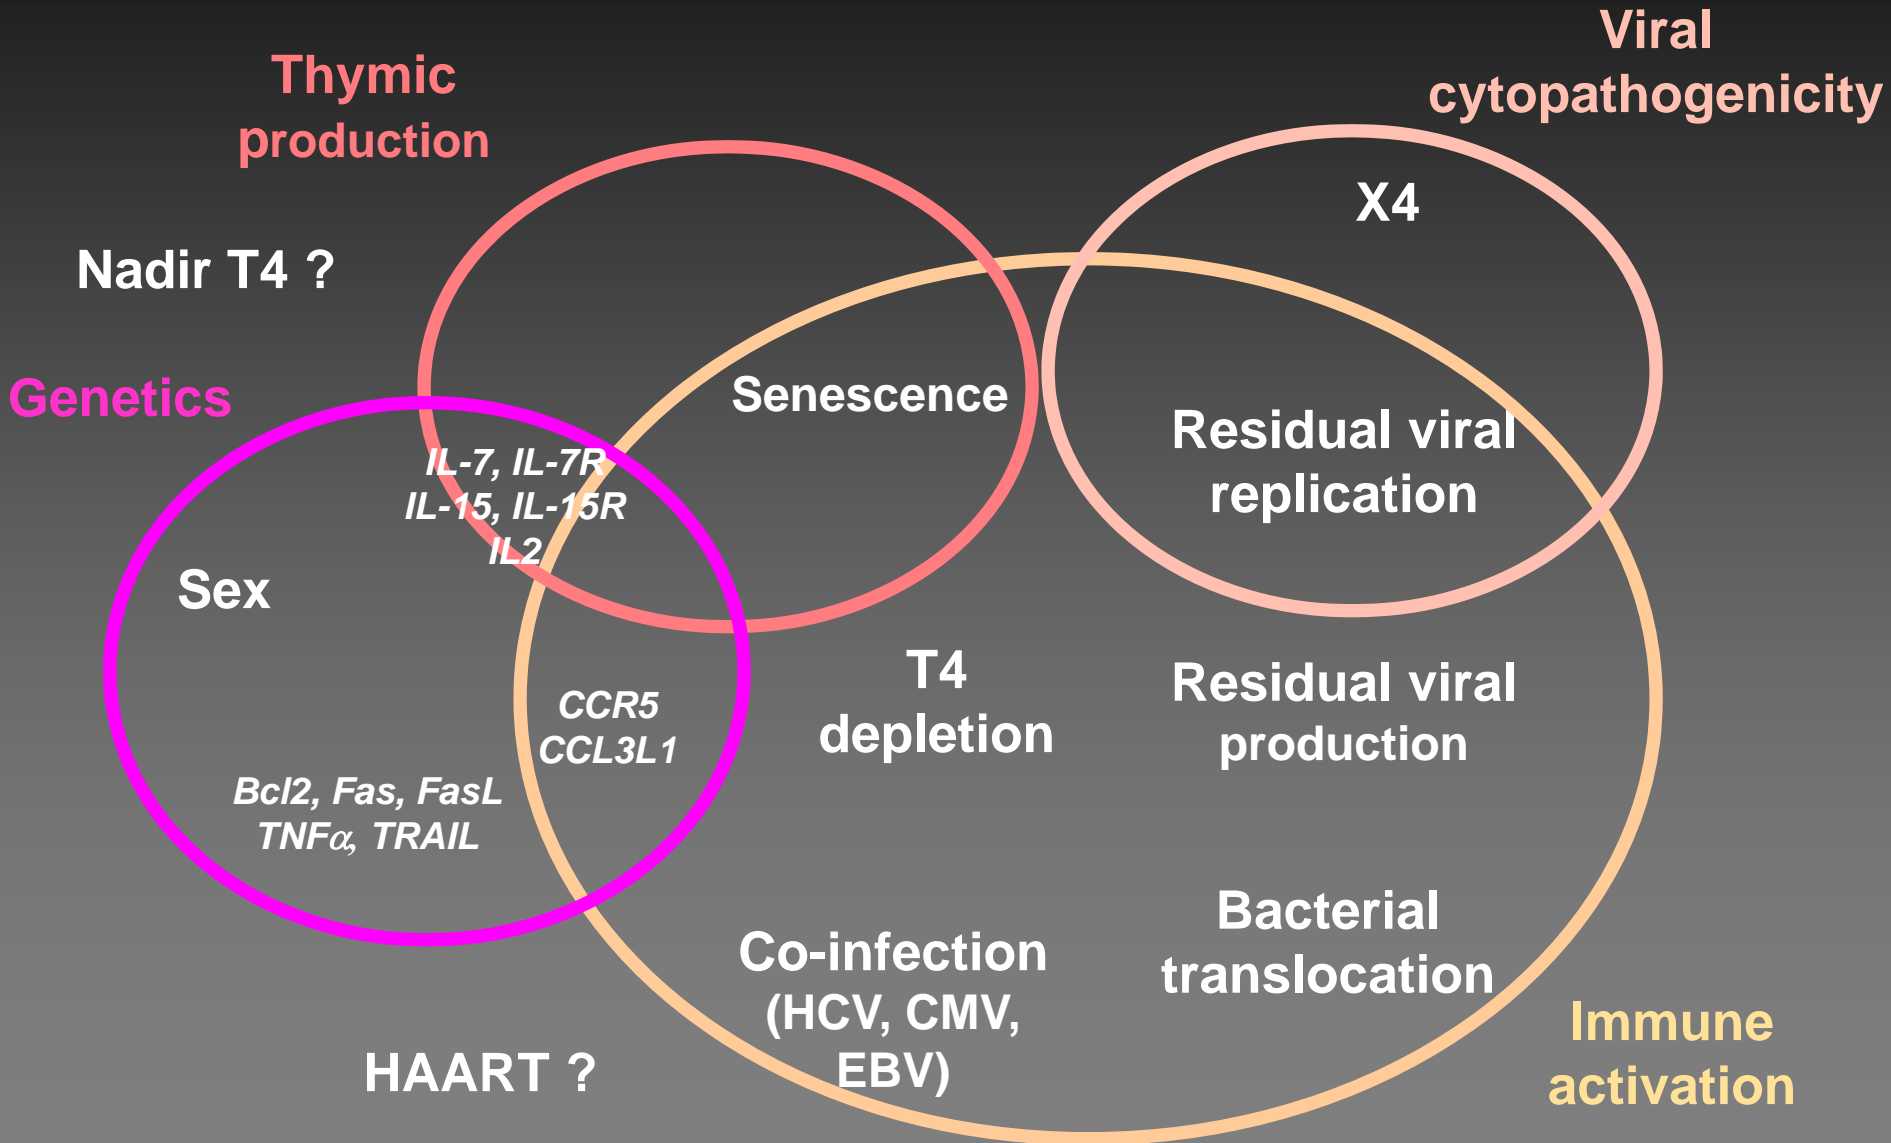 Viral
cytopathogenicity
Thymic
production
X4
Nadir T4 ?
Genetics
Senescence
Residual viral
replication
IL-7, IL-7R
IL-15, IL-15R
IL2
Sex
T4
depletion
Residual viral
production
CCR5
CCL3L1
Bcl2, Fas, FasL
TNFα, TRAIL
Bacterial
translocation
Co-infection
(HCV, CMV,
EBV)
HAART ?
Immune
activation